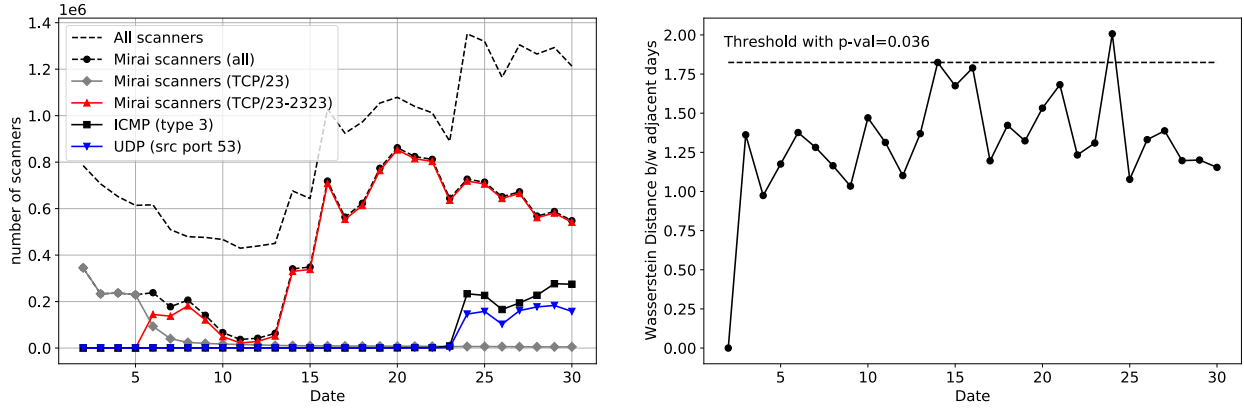 1e6
1.4
1.2
1.0
0.8
0.6
0.4
0.2
0.0
number of scanners
All scanners
Mirai scanners (all)
Mirai scanners (TCP/23)
Mirai scanners (TCP/23-2323)
ICMP (type 3)
UDP (src port 53)
5
10
15
20
25
30
Date
2.00
1.75
1.50
1.25
1.00
0.75
0.50
0.25
0.00
Wasserstein Distance b/w adjacent days
Threshold with p-val=0.036
5
10
15
20
25
30
Date